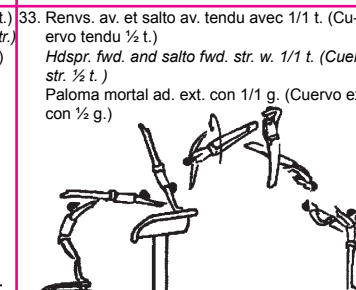 t.) 33. Renvs. av. et salto av. tendu avec 1/1 t. (Cu-
str.) ervo tendu ½ t.)
) Hdspr. fwd. and salto fwd. str. w. 1/1 t. (Cuer
str. ½ t. )
Paloma mortal ad. ext. con 1/1 g. (Cuervo ex
con ½ g.)